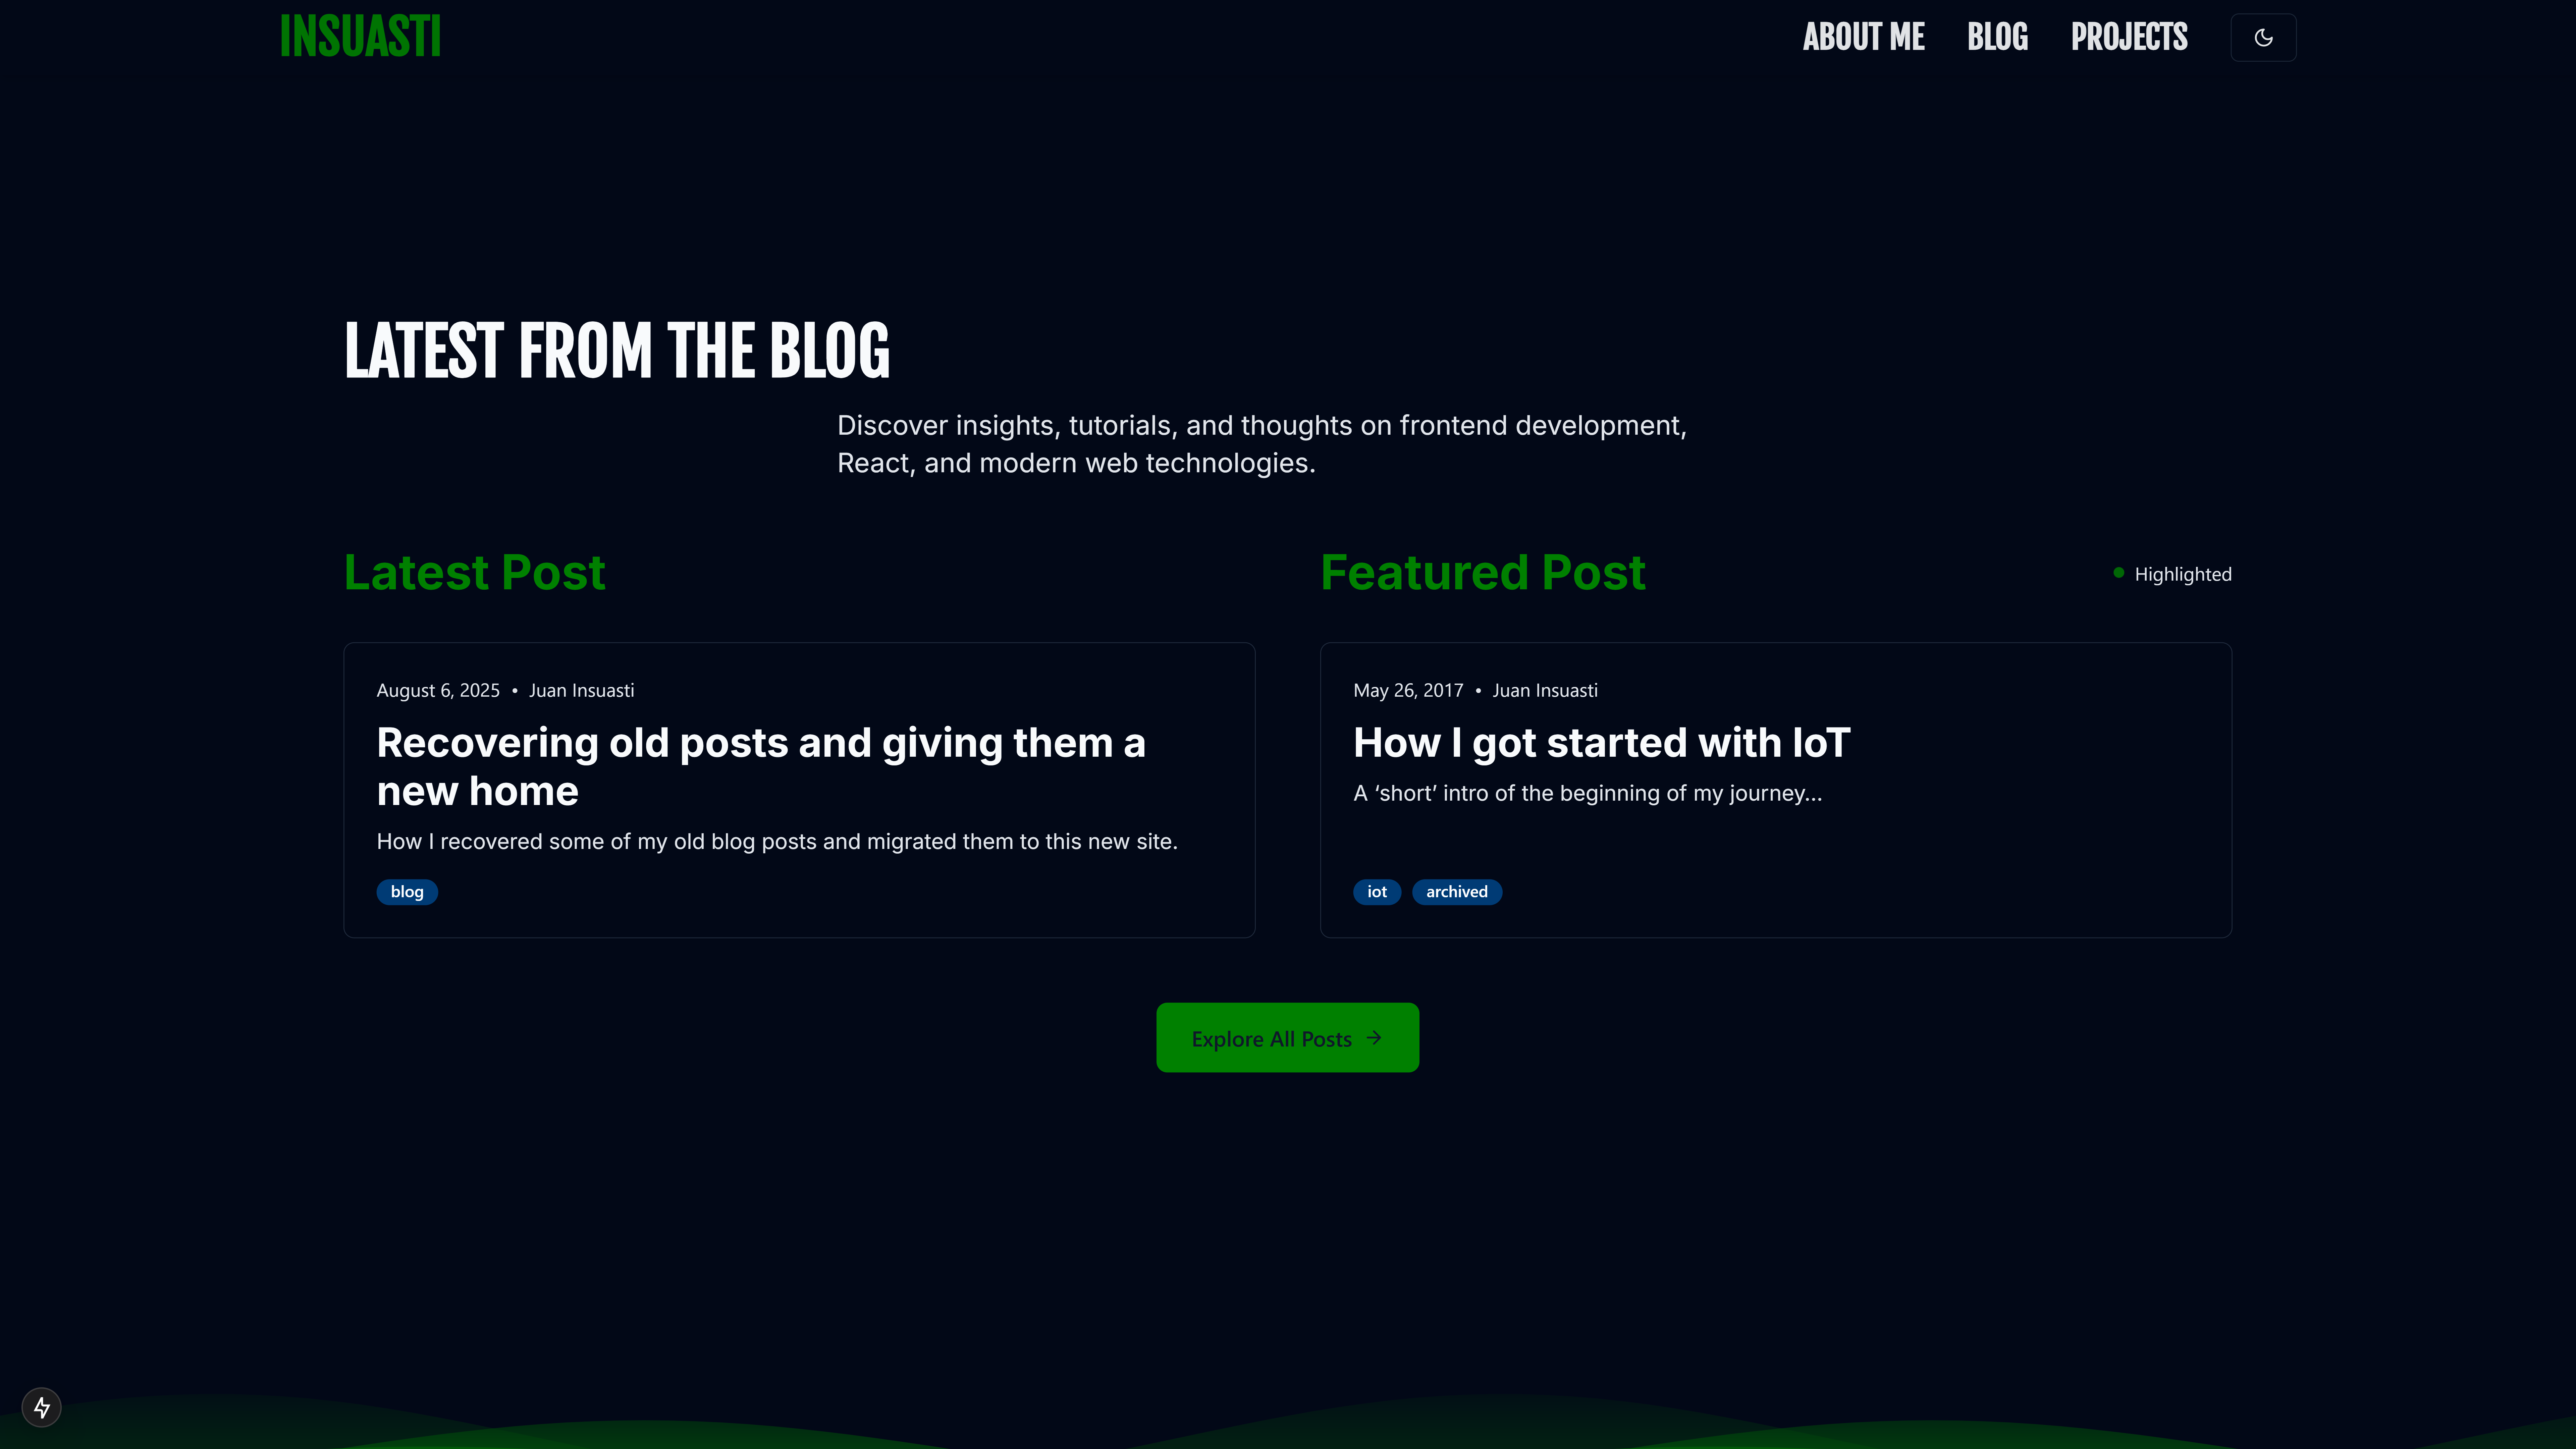 INSUASTI
ABOUT ME BLOG PROJECTS
LATEST FROM THE BLOG
Discover insights, tutorials, and thoughts on frontend development,
React, and modern web technologies.
Latest Post
August 6, 2025 • Juan Insuasti
Recovering old posts and giving them a
new home
How I recovered some of my old blog posts and migrated them to this new site.
blog
Featured Post
Highlighted
May 26, 2017 • Juan Insuasti
How I got started with IoT
A ‘short’ intro of the beginning of my journey...
iot archived
Explore All Posts →